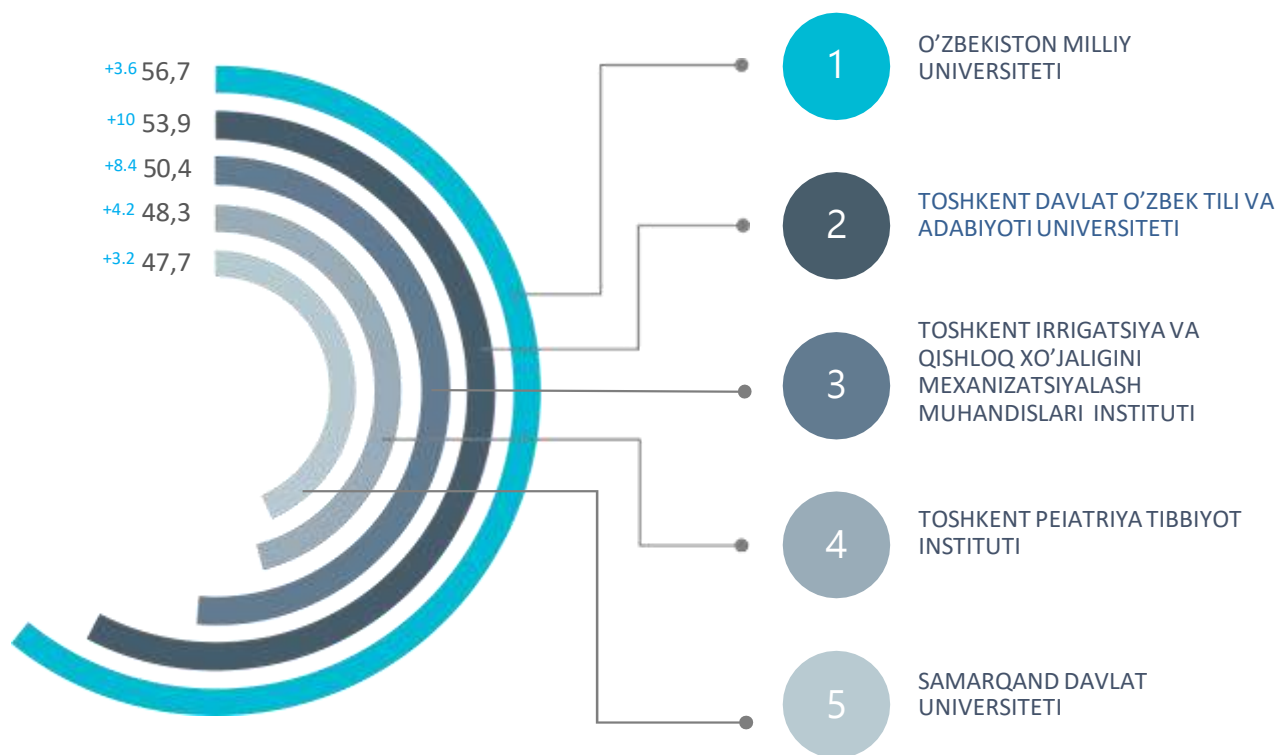 +3.6 56,7
+10 53,9
+8.4 50,4
+4.2 48,3
+3.2 47,7
1
O’ZBEKISTON MILLIY
UNIVERSITETI
2
TOSHKENT DAVLAT O’ZBEK TILI VA
ADABIYOTI UNIVERSITETI
3
TOSHKENT IRRIGATSIYA VA
QISHLOQ XO’JALIGINI
MEXANIZATSIYALASH
MUHANDISLARI INSTITUTI
4
TOSHKENT PEIATRIYA TIBBIYOT
INSTITUTI
5
SAMARQAND DAVLAT
UNIVERSITETI